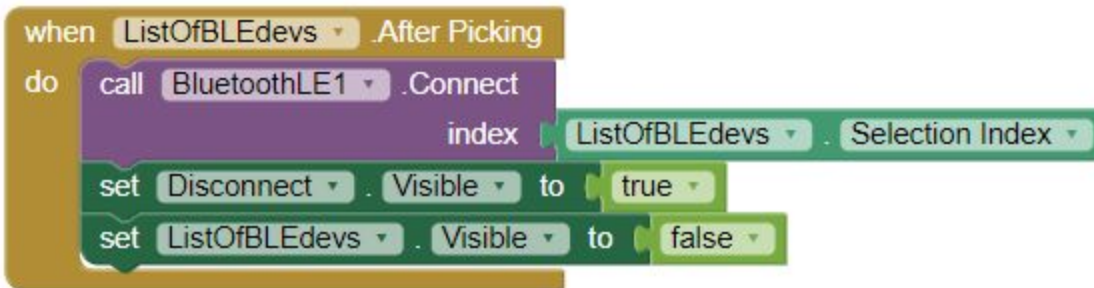 when ListOfBLEdevs .After Picking
do call BluetoothLE1 .Connect
index ListOfBLEdevs . Selection Index
set Disconnect . Visible to true
set ListOfBLEdevs . Visible to false